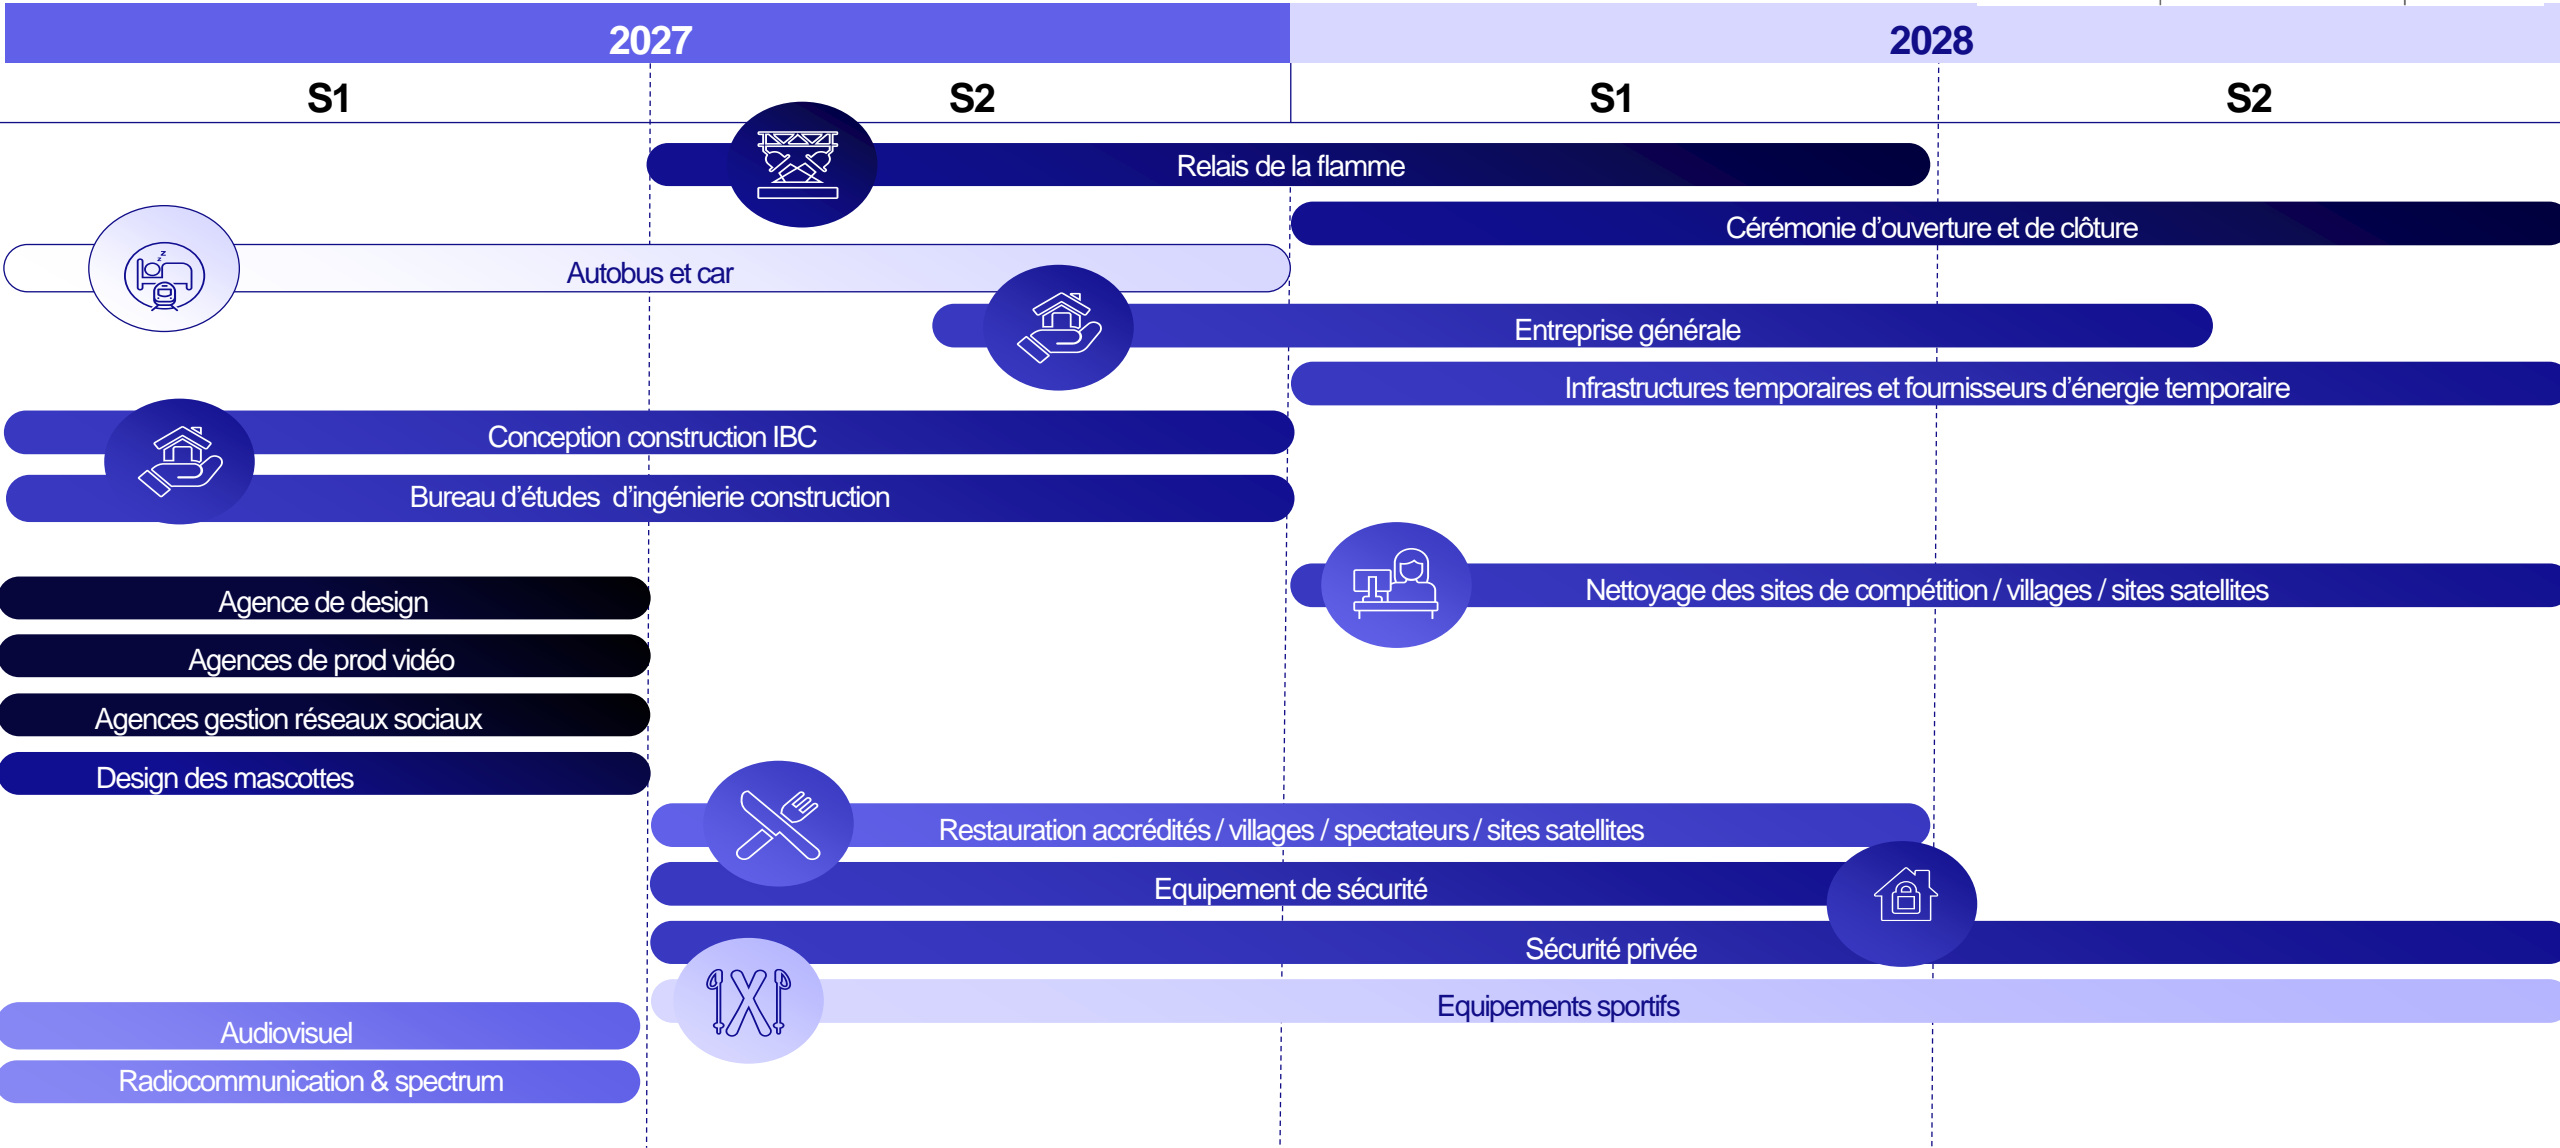 2027
2028
S1
S2
S1
S2
Relais de la flamme
Cérémonie d'ouverture et de clôture
Autobus et car
Entreprise générale
Infrastructures temporaires et fournisseurs d'énergie temporaire
Conception construction IBC
Bureau d'études d'ingénierie construction
Agence de design
Nettoyage des sites de compétition / villages / sites satellites
Agences de prod vidéo
Agences gestion réseaux sociaux
Design des mascottes
Restauration accrédités / villages / spectateurs / sites satellites
Equipement de sécurité
Sécurité privée
Equipements sportifs
Audiovisuel
Radiocommunication & spectrum